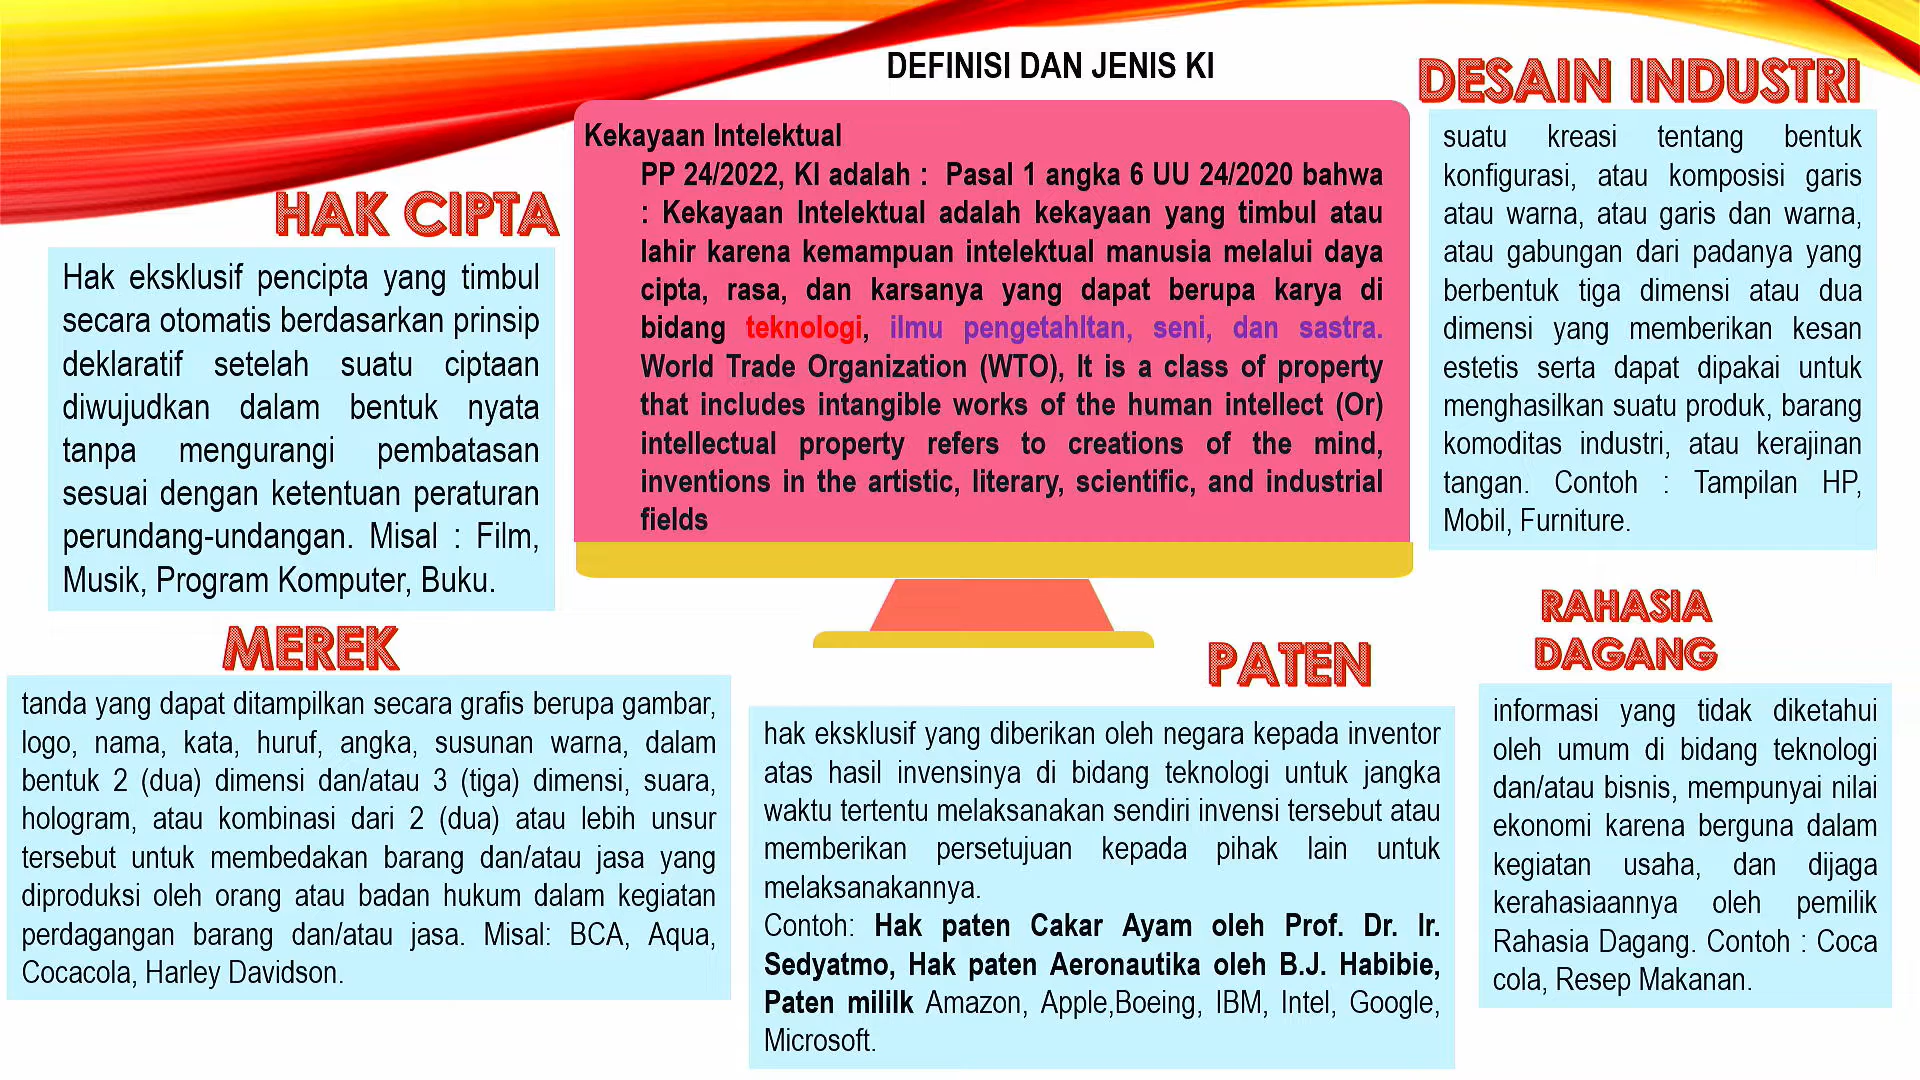 DEFINISI DAN JENIS KI
Kekayaan Intelektual
PP 24/2022, KI adalah : Pasal 1 angka 6 UU 24/2020 bahwa
: Kekayaan Intelektual adalah kekayaan yang timbul atau
lahir karena kemampuan intelektual manusia melalui daya
cipta, rasa, dan karsanya yang dapat berupa karya di
bidang teknologi, ilmu pengetahltan, seni, dan sastra.
World Trade Organization (WTO), It is a class of property
that includes intangible works of the human intellect (Or)
intellectual property refers to creations of the mind,
inventions in the artistic, literary, scientific, and industrial
fields
HAK CIPTA
Hak eksklusif pencipta yang timbul
secara otomatis berdasarkan prinsip
deklaratif setelah suatu ciptaan
diwujudkan dalam bentuk nyata
tanpa mengurangi pembatasan
sesuai dengan ketentuan peraturan
perundang-undangan. Misal : Film,
Musik, Program Komputer, Buku.
DESAIN INDUSTRI
suatu kreasi tentang bentuk
konfigurasi, atau komposisi garis
atau warna, atau garis dan warna,
atau gabungan dari padanya yang
berbentuk tiga dimensi atau dua
dimensi yang memberikan kesan
estetis serta dapat dipakai untuk
menghasilkan suatu produk, barang
komoditas industri, atau kerajinan
tangan. Contoh : Tampilan HP,
Mobil, Furniture.
MEREK
tanda yang dapat ditampilkan secara grafis berupa gambar,
logo, nama, kata, huruf, angka, susunan warna, dalam
bentuk 2 (dua) dimensi dan/atau 3 (tiga) dimensi, suara,
hologram, atau kombinasi dari 2 (dua) atau lebih unsur
tersebut untuk membedakan barang dan/atau jasa yang
diproduksi oleh orang atau badan hukum dalam kegiatan
perdagangan barang dan/atau jasa. Misal: BCA, Aqua,
Cocacola, Harley Davidson.
PATEN
hak eksklusif yang diberikan oleh negara kepada inventor
atas hasil invensinya di bidang teknologi untuk jangka
waktu tertentu melaksanakan sendiri invensi tersebut atau
memberikan persetujuan kepada pihak lain untuk
melaksanakannya.
Contoh: Hak paten Cakar Ayam oleh Prof. Dr. Ir.
Sedyatmo, Hak paten Aeronautika oleh B.J. Habibie,
Paten mililk Amazon, Apple,Boeing, IBM, Intel, Google,
Microsoft.
RAHASIA
DAGANG
informasi yang tidak diketahui
oleh umum di bidang teknologi
dan/atau bisnis, mempunyai nilai
ekonomi karena berguna dalam
kegiatan usaha, dan dijaga
kerahasiaannya oleh pemilik
Rahasia Dagang. Contoh : Coca
cola, Resep Makanan.